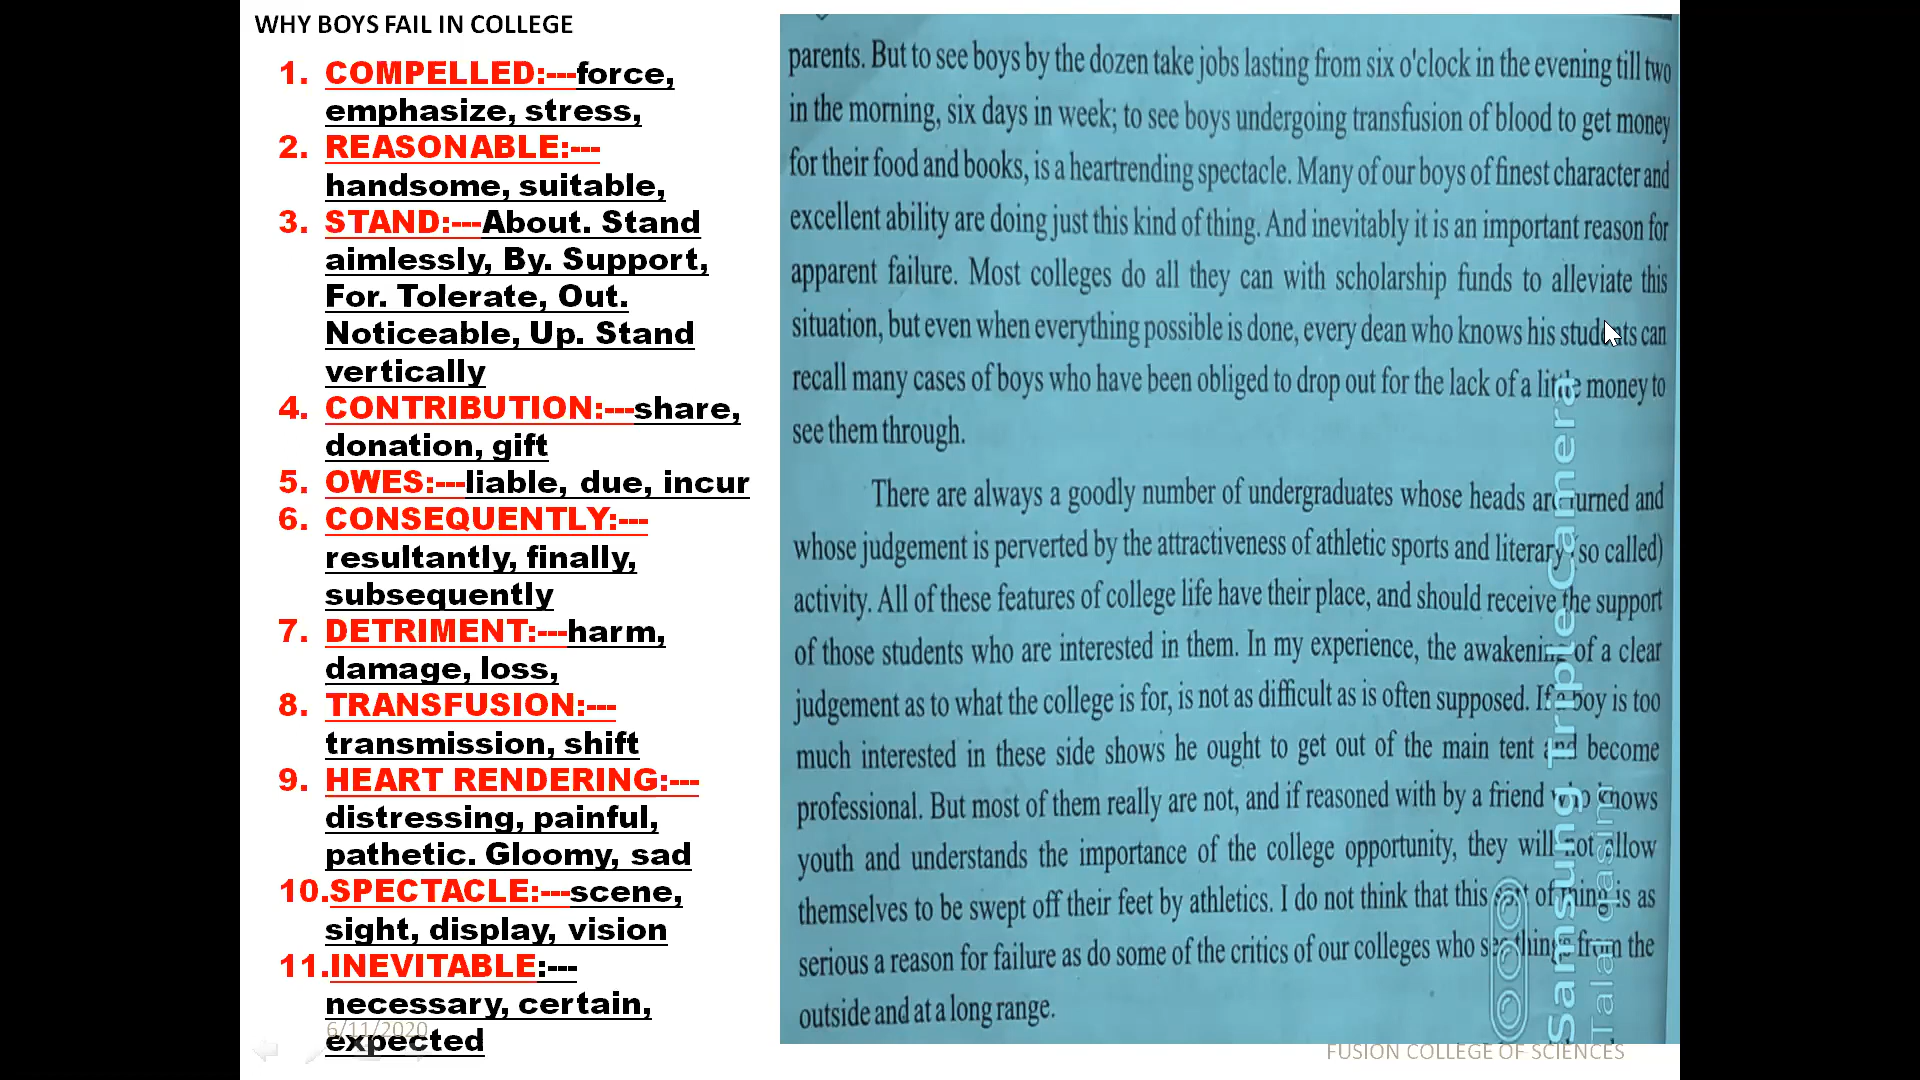 WHY BOYS FAIL IN COLLEGE
1. COMPELLED:---force,
emphasize, stress,
2. REASONABLE:---
handsome, suitable,
3. STAND:---About. Stand
aimlessly, By. Support,
For. Tolerate, Out.
Noticeable, Up. Stand
vertically
4. CONTRIBUTION:---share,
donation, gift
5. OWES:---liable, due, incur
6. CONSEQUENTLY:---
resultantly, finally,
subsequently
7. DETRIMENT:---harm,
damage, loss,
8. TRANSFUSION:---
transmission, shift
9. HEART RENDERING:---
distressing, painful,
pathetic. Gloomy, sad
10.SPECTACLE:---scene,
sight, display, vision
11.INEVITABLE:---
necessary, certain,
expected
6/11/2020
parents. But to see boys by the dozen take jobs lasting from six o'clock in the evening till two
in the morning, six days in week; to see boys undergoing transfusion of blood to get money
for their food and books, is a heartrending spectacle. Many of our boys of finest character and
excellent ability are doing just this kind of thing. And inevitably it is an important reason for
apparent failure. Most colleges do all they can with scholarship funds to alleviate this
situation, but even when everything possible is done, every dean who knows his students can
recall many cases of boys who have been obliged to drop out for the lack of a little money to
see them through.
There are always a goodly number of undergraduates whose heads are turned and
whose judgement is perverted by the attractiveness of athletic sports and literary (so called)
activity. All of these features of college life have their place, and should receive the support
of those students who are interested in them. In my experience, the awakening of a clear
judgement as to what the college is for, is not as difficult as is often supposed. If a boy is too
much interested in these side shows he ought to get out of the main tent and become
professional. But most of them really are not, and if reasoned with by a friend who knows
youth and understands the importance of the college opportunity, they will not allow
themselves to be swept off their feet by athletics. I do not think that this sort of thing is as
serious a reason for failure as do some of the critics of our colleges who see things from the
outside and at a long range.
Samsung Triple Camera
Talal qasim
FUSION COLLEGE OF SCIENCES